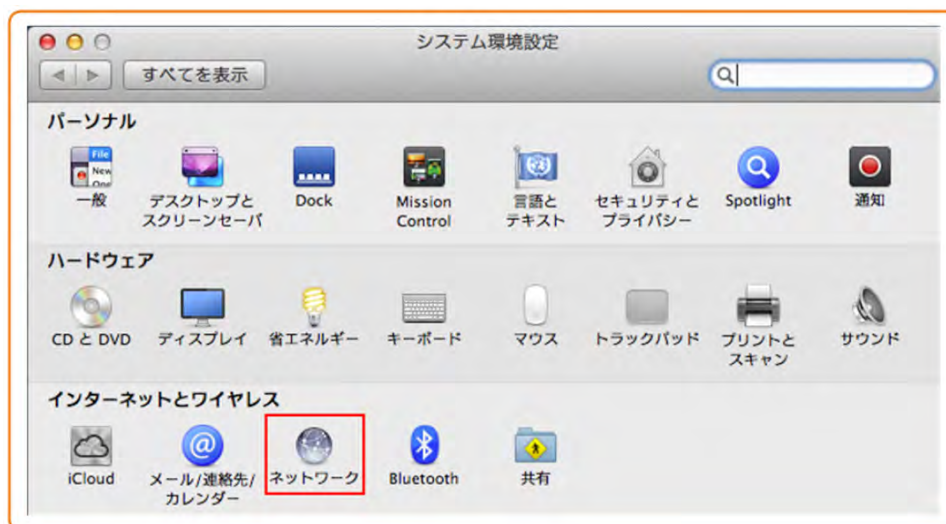 システム環境設定
すべてを表示
パーソナル
File
New
One
一般
デスクトップと
スクリーンセーバ
Dock
Mission
Control
言語と
テキスト
セキュリティと
プライバシー
Spotlight
通知
ハードウェア
CD と DVD
ディスプレイ
省エネルギー
キーボード
マウス
トラックパッド
プリントと
スキャン
サウンド
インターネットとワイヤレス
iCloud
メール/連絡先/
カレンダー
ネットワーク
Bluetooth
共有